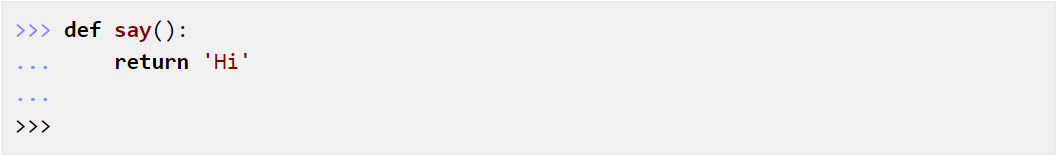 >>> def say():
...     return 'Hi'
...
>>>